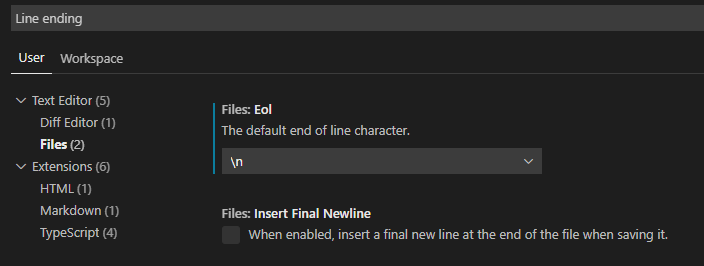 Line ending
User Workspace
Text Editor (5)
Diff Editor (1)
Files (2)
Extensions (6)
HTML (1)
Markdown (1)
TypeScript (4)
Files: Eol
The default end of line character.
\n
Files: Insert Final Newline
When enabled, insert a final new line at the end of the file when saving it.